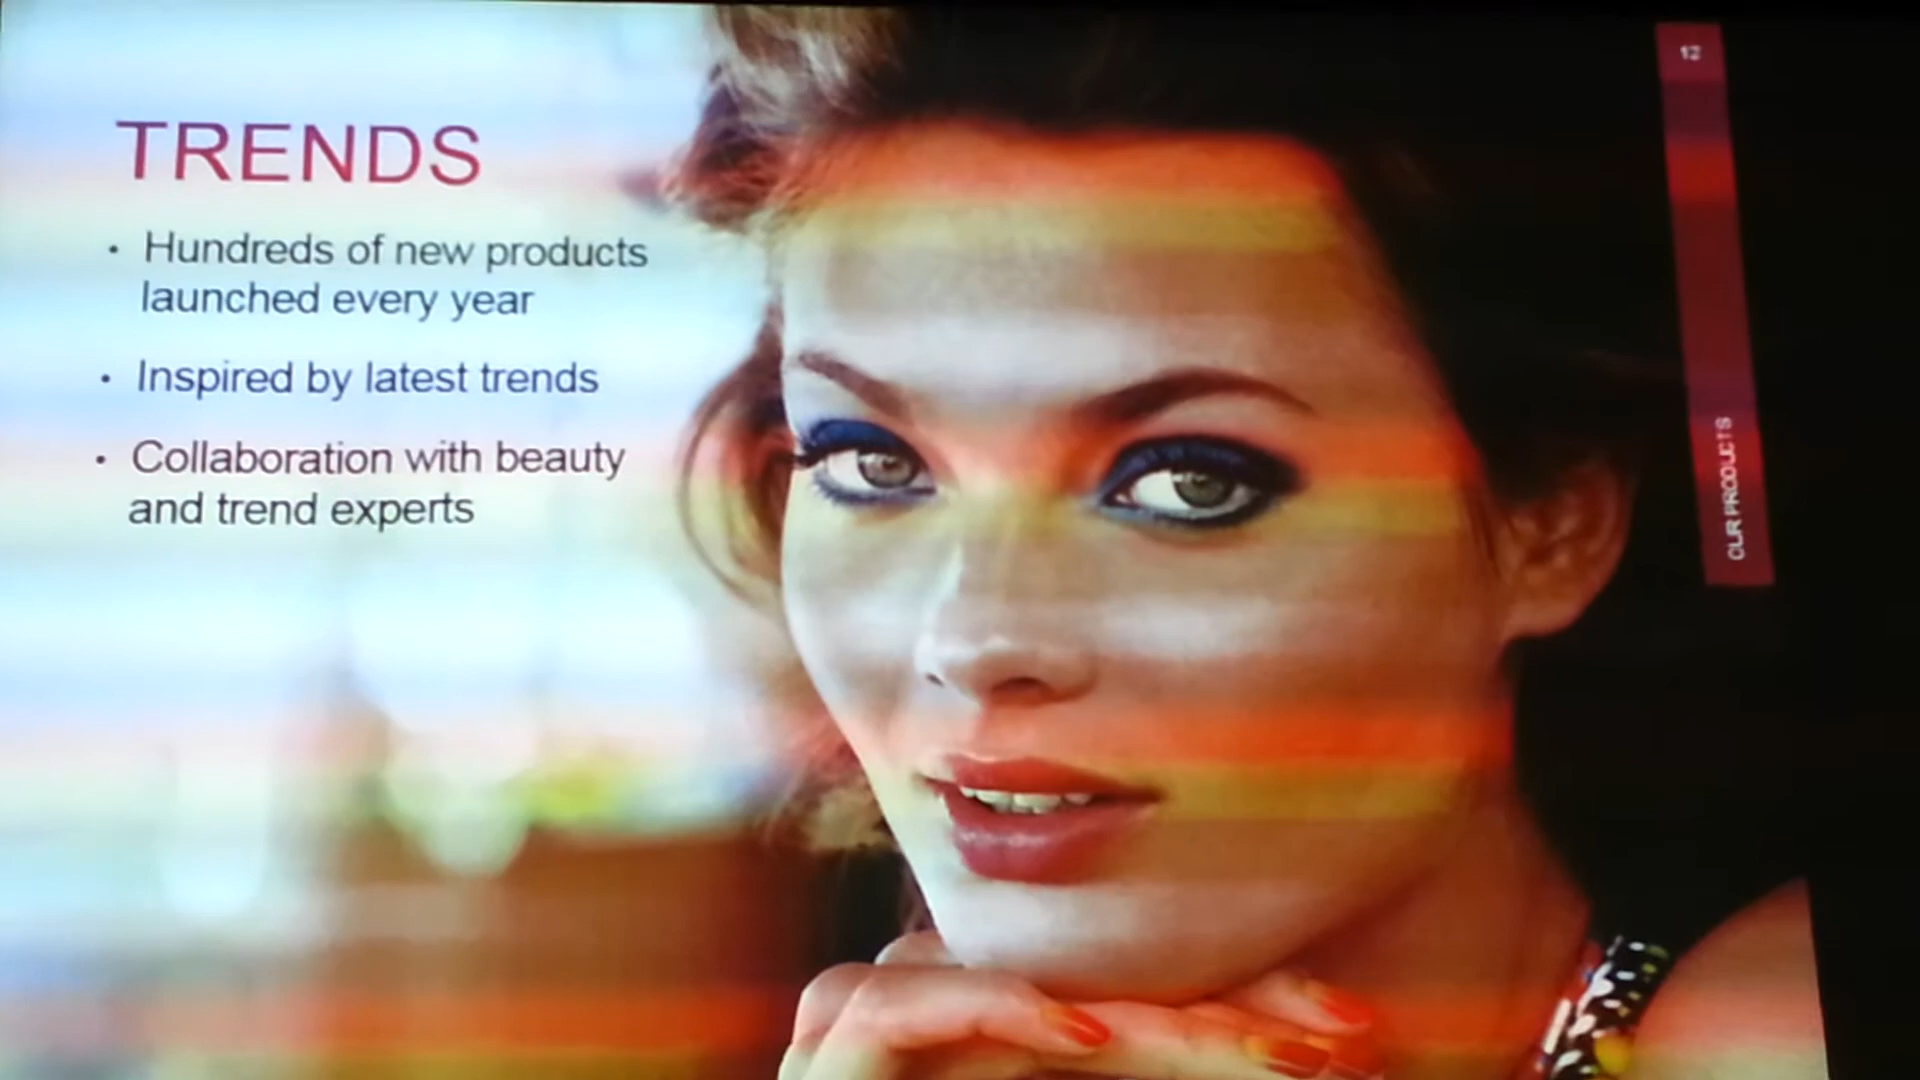 12
TRENDS
• Hundreds of new products
launched every year
• Inspired by latest trends
• Collaboration with beauty
and trend experts
OUR PRODUCTS